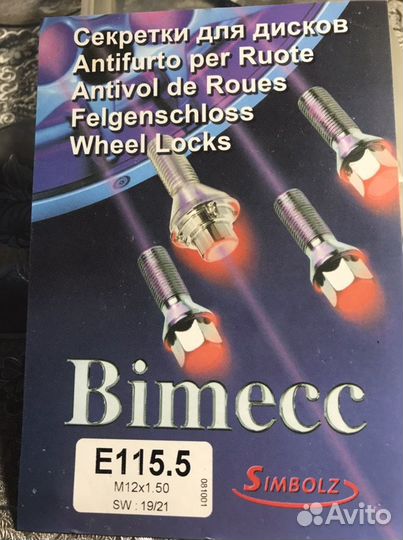 Секретки для дисков
Antifurto per Ruote
Antivol de Roues
Felgenschloss
Wheel Locks
Bimecc
E115.5
M12x1.50
SW : 19/21
081001
SIMBOLZ
Avito